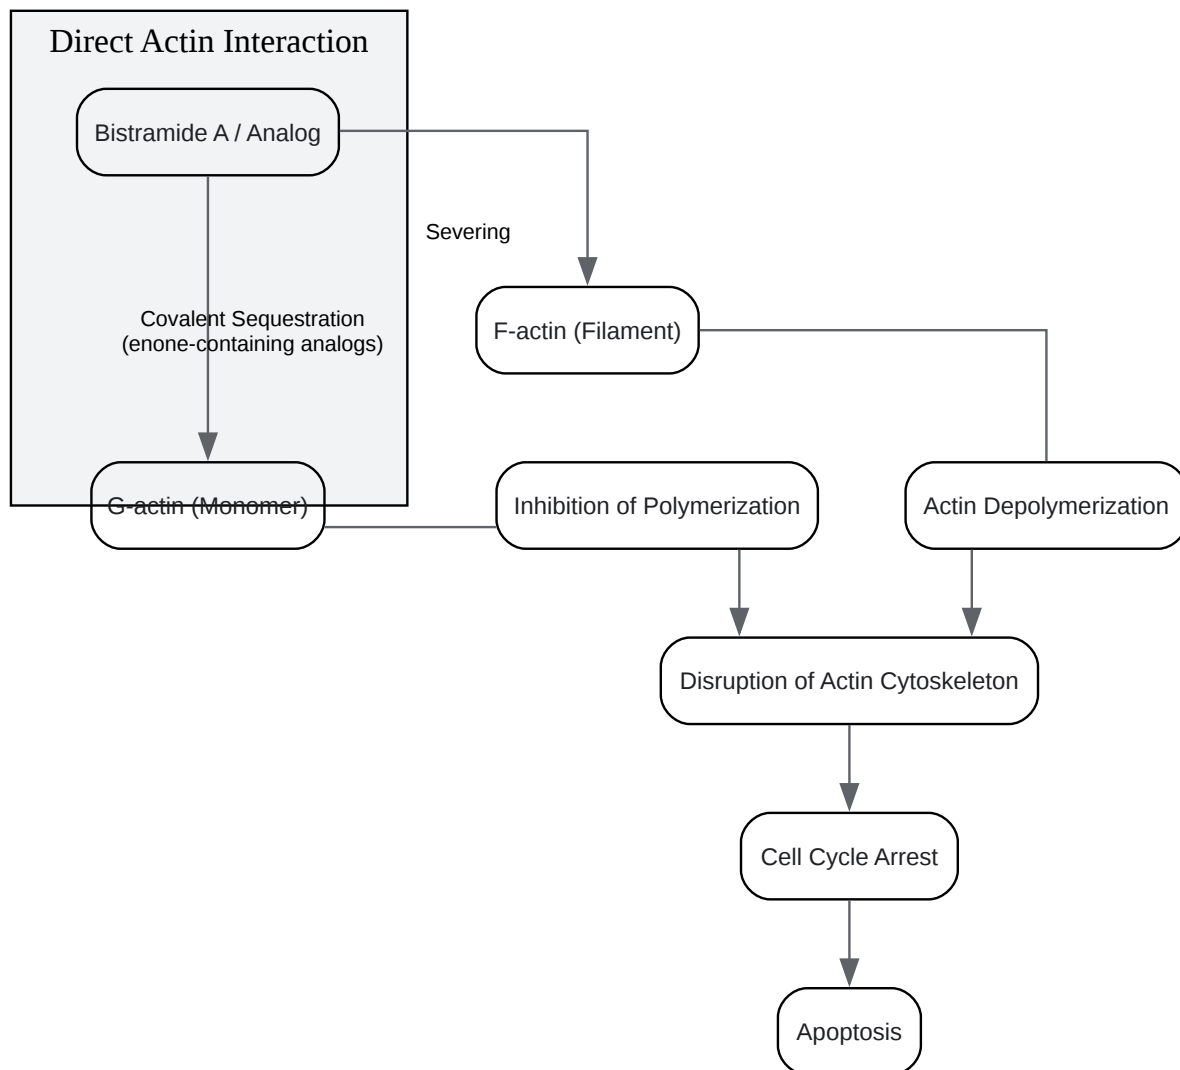 Direct Actin Interaction
Bistramide A / Analog
Severing
Covalent Sequestration
(enone-containing analogs)
F-actin (Filament)
G-actin (Monomer)
Inhibition of Polymerization
Actin Depolymerization
Disruption of Actin Cytoskeleton
Cell Cycle Arrest
Apoptosis